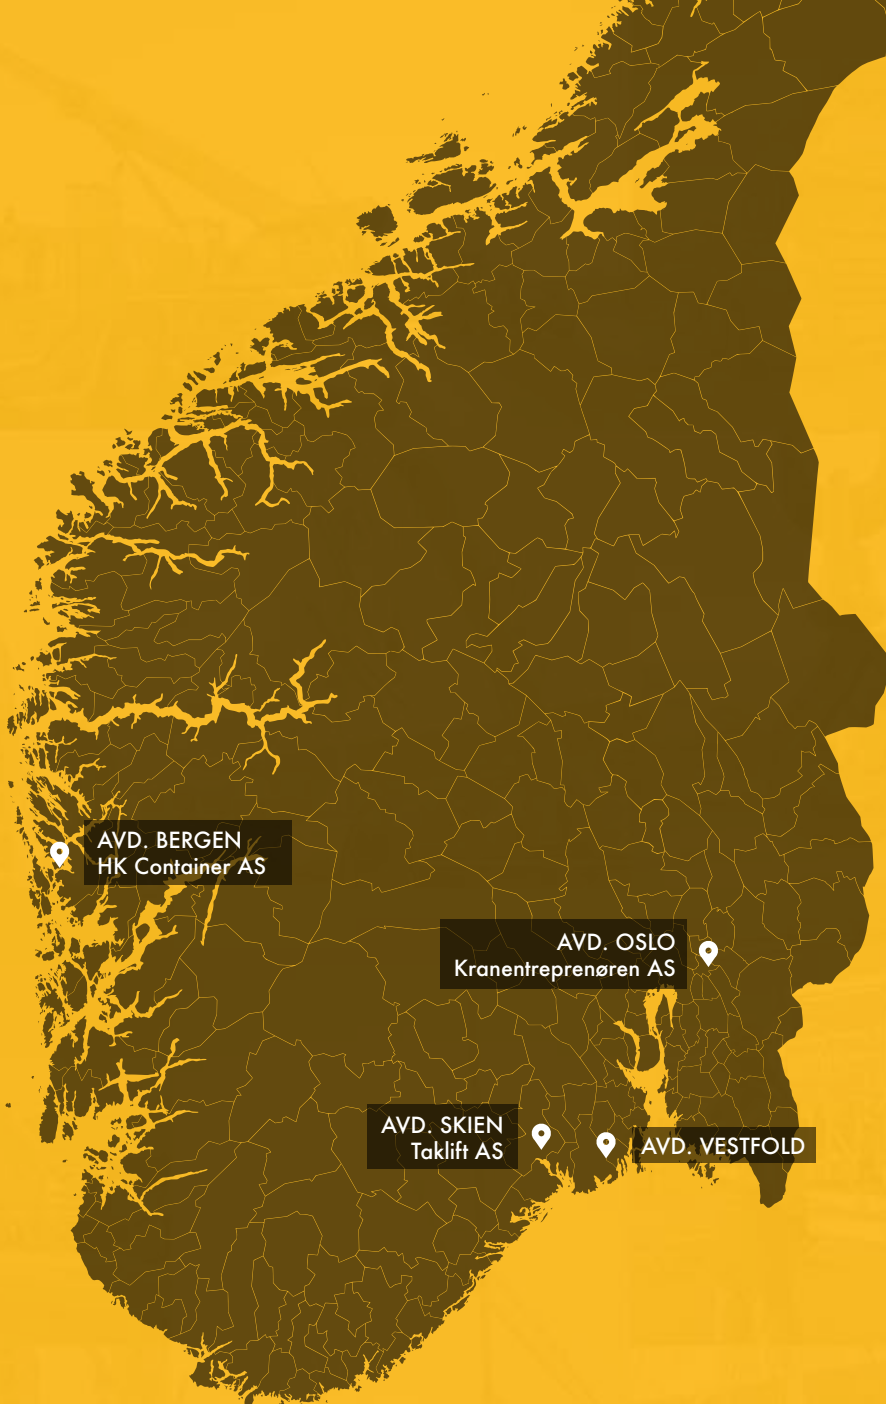 AVD. BERGEN
HK Container AS
AVD. OSLO
Kranentreprenøren AS
AVD. SKIEN
Taklift AS
AVD. VESTFOLD